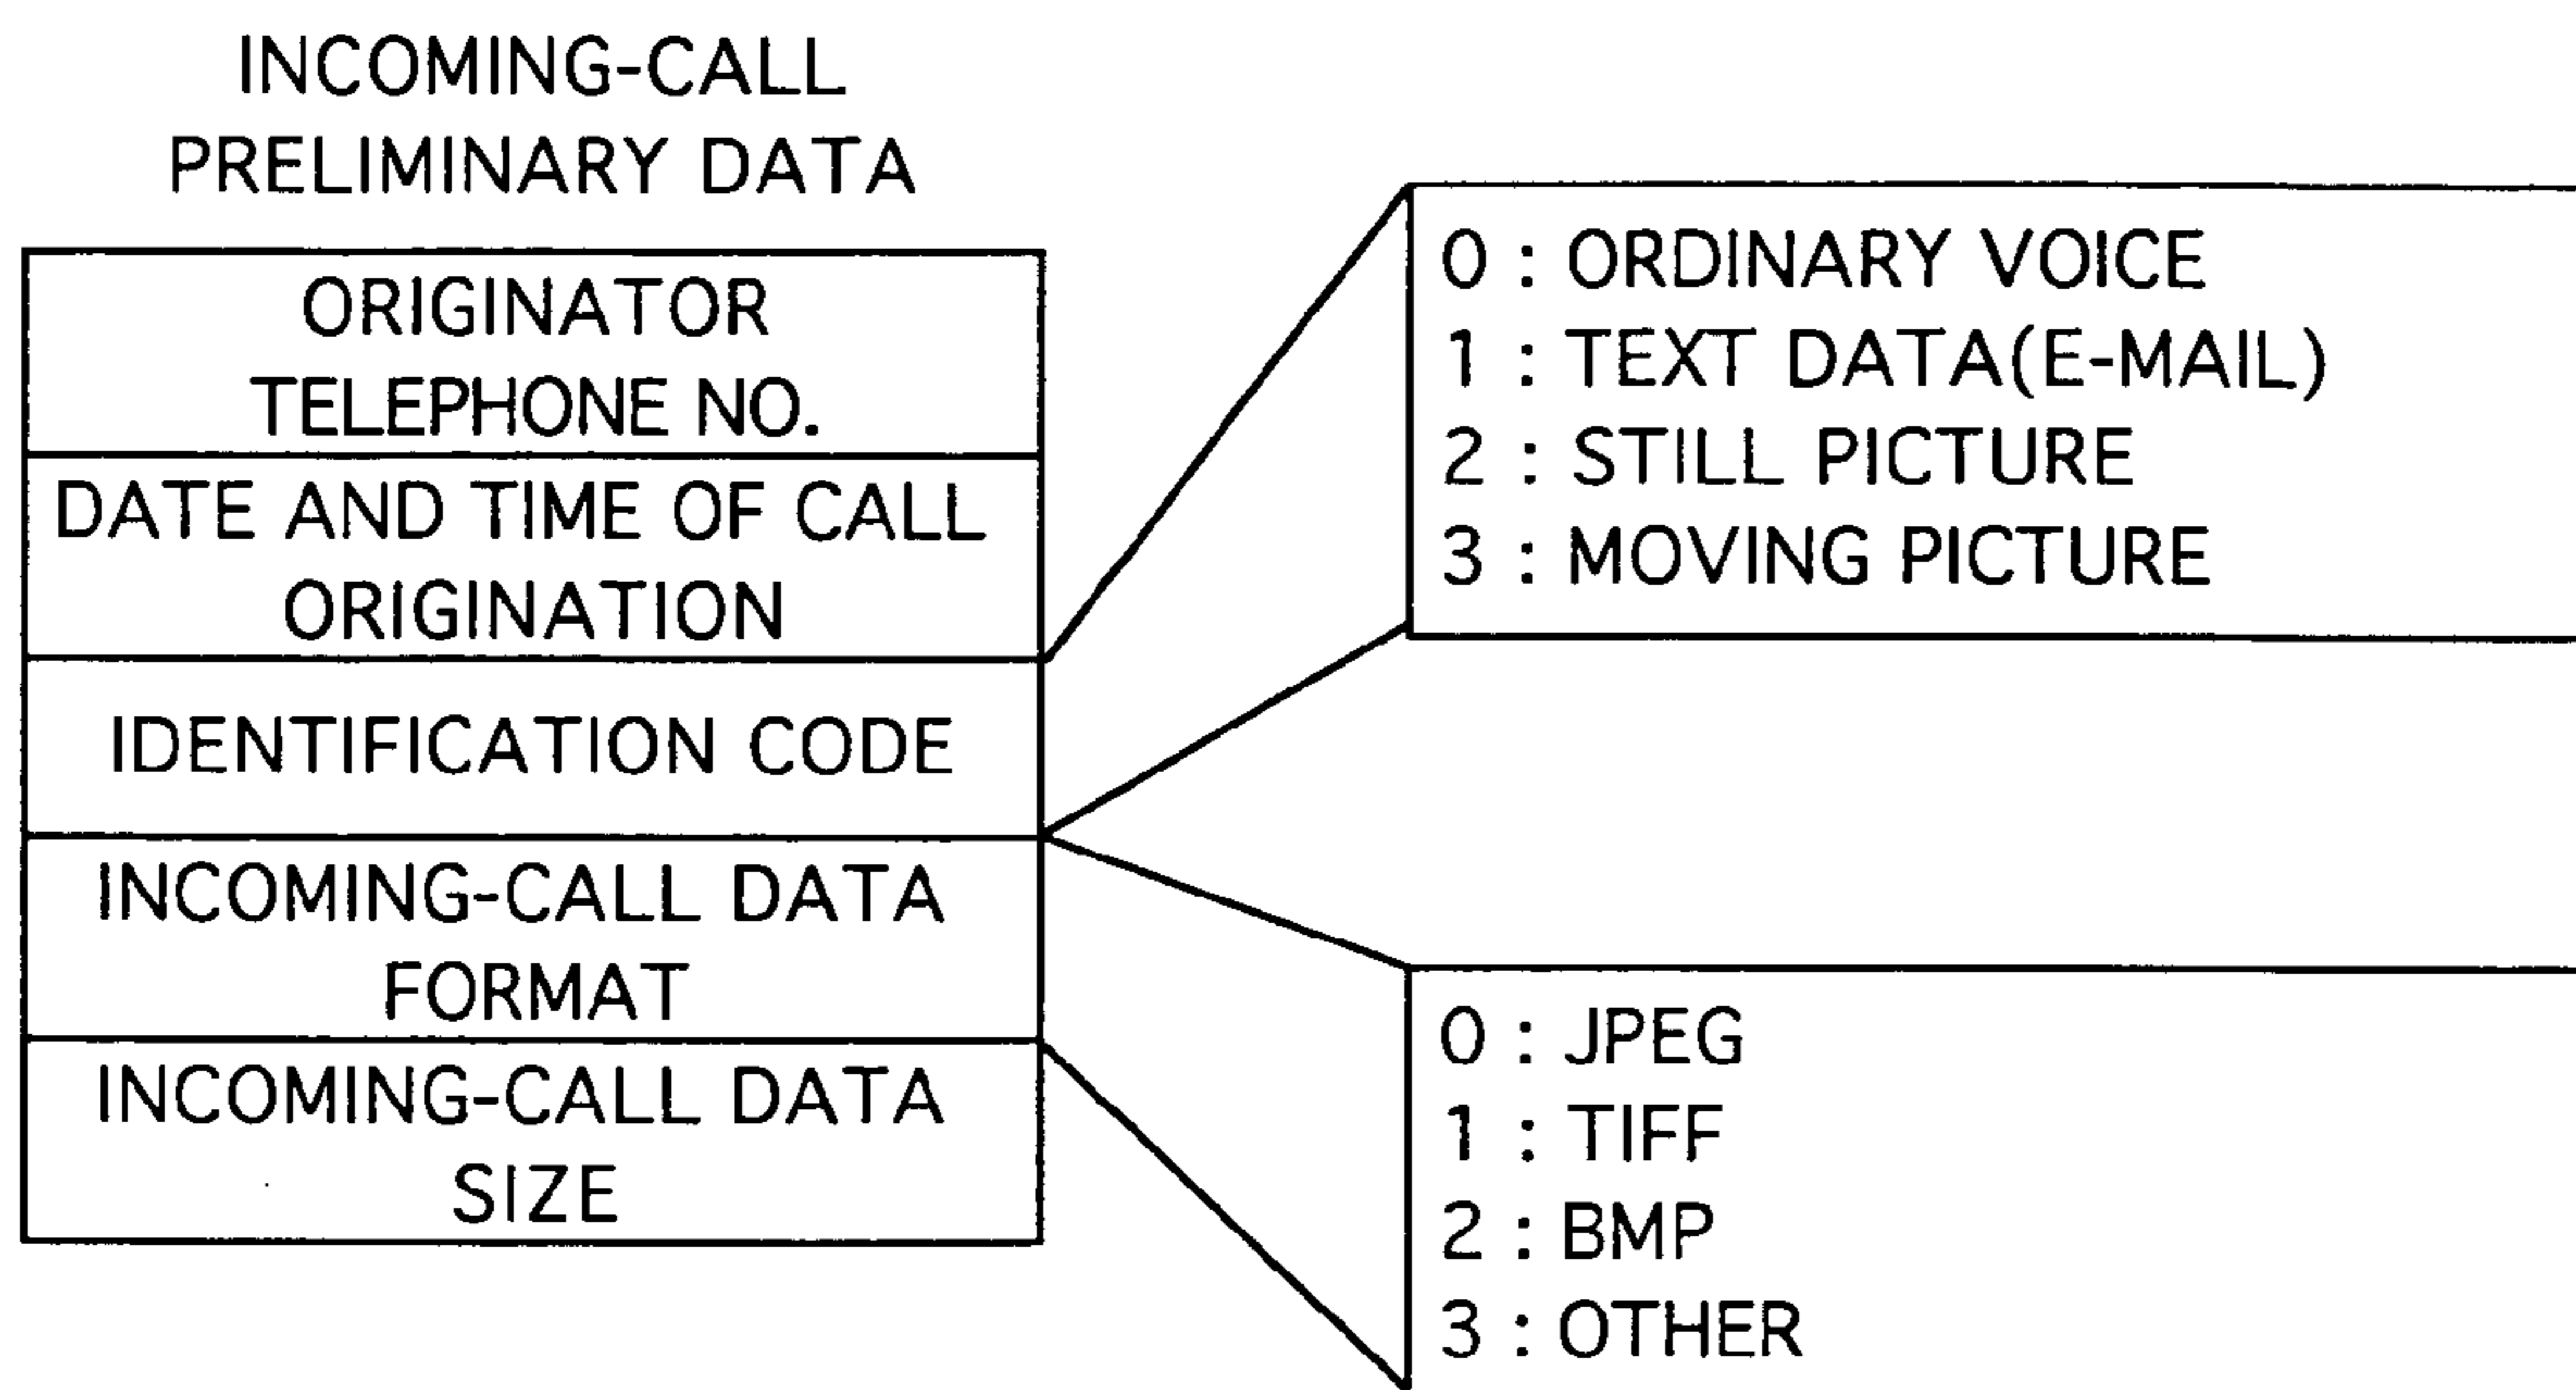 INCOMING-CALL
PRELIMINARY DATA
ORIGINATOR
TELEPHONE NO.
DATE AND TIME OF CALL
ORIGINATION
IDENTIFICATION CODE
INCOMING-CALL DATA
FORMAT
INCOMING-CALL DATA
SIZE
0 : ORDINARY VOICE
1 : TEXT DATA(E-MAIL)
2 : STILL PICTURE
3 : MOVING PICTURE
0 : JPEG
1 : TIFF
2 : BMP
3 : OTHER